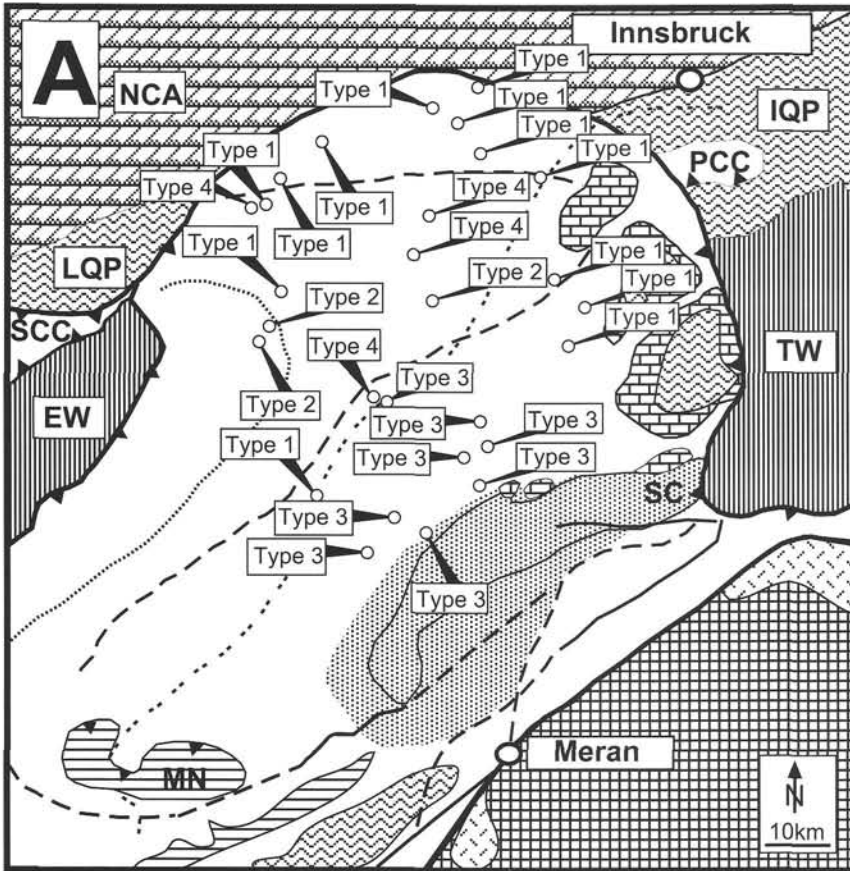 A
Innsbruck
NCA
Type 1
Type 1
Type 1
IQP
Type 1
Type 1
Type 1
PCC
Type 4
Type 4
Type 1
Type 1
Type 1
Type 4
LQP
Type 1
Type 1
Type 2
Type 2
Type 1
SCC
Type 4
TW
Type 3
EW
Type 2
Type 3
Type 3
Type 1
Type 3
Type 3
SC
Type 3
Type 3
Type 3
Meran
MN
N
10km